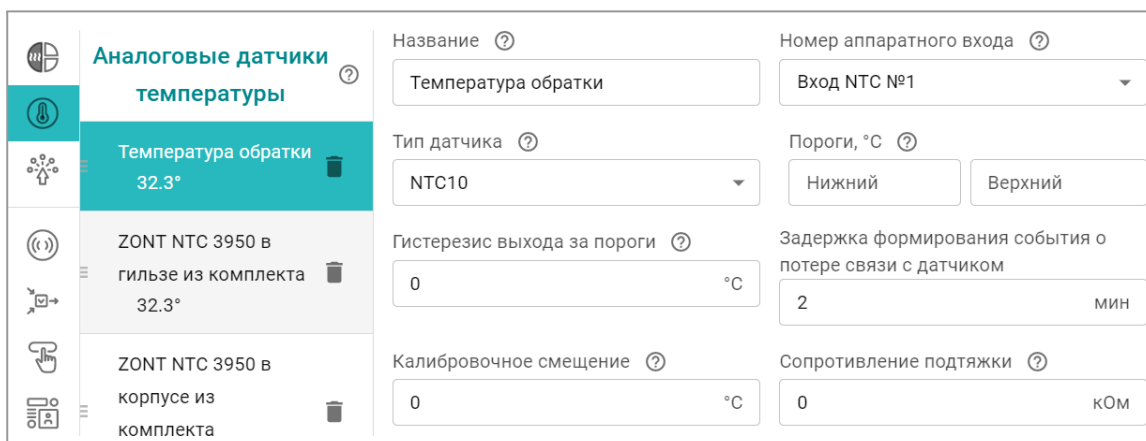 Аналоговые датчики
температуры
Температура обратки
32.3°
ZONT NTC 3950 в
гильзе из комплекта
32.3°
ZONT NTC 3950 в
корпусе из
комплекта
Название
Температура обратки
Номер аппаратного входа
Вход NTC №1
Тип датчика
NTC10
Пороги, °C
Нижний
Верхний
Гистерезис выхода за пороги
0 °C
Задержка формирования события о
потере связи с датчиком
2 мин
Калибровочное смещение
0 °C
Сопротивление подтяжки
0 кОм